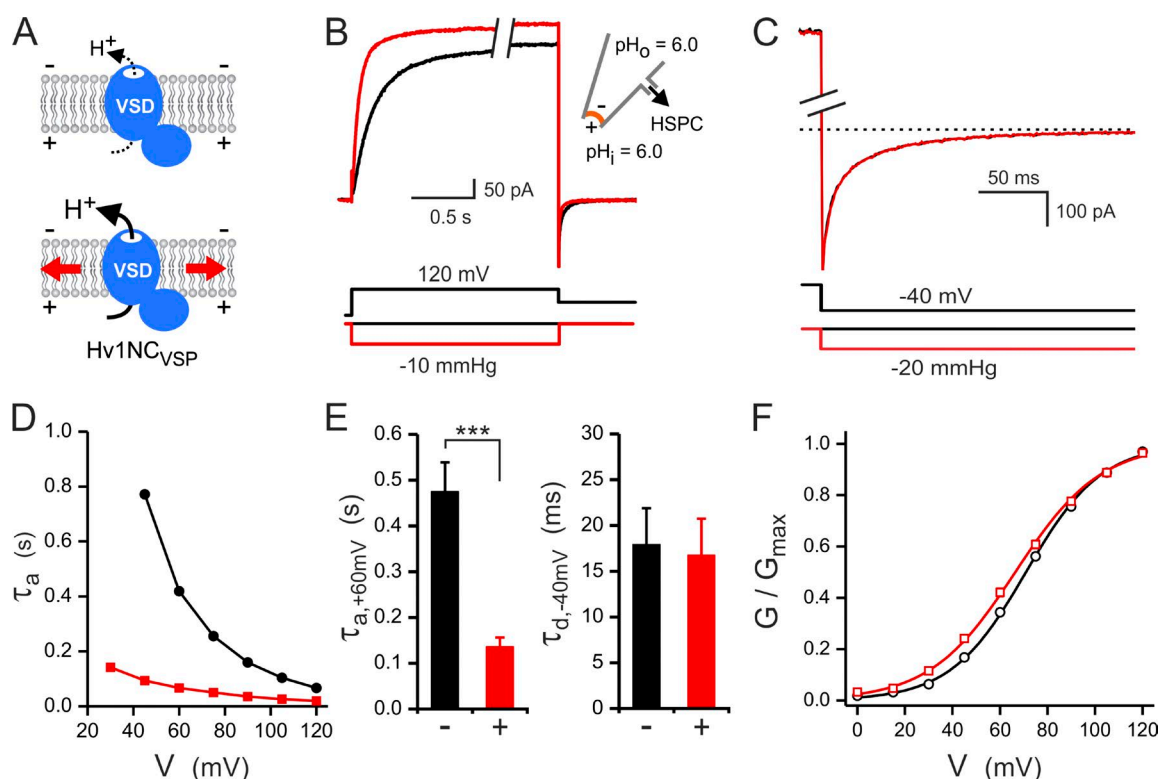 A
H+
-
-
VSD
+
+
H+
-
-
VSD
+
+
Hv1NCVSP
B
pHo = 6.0
-
+
HSPC
pHi = 6.0
50 pA
0.5 s
120 mV
-10 mmHg
C
50 ms
100 pA
-40 mV
-20 mmHg
D
τa (s)
1.0
0.8
0.6
0.4
0.2
0.0
20 40 60 80 100 120
V (mV)
E
τa,+60mV (s)
0.6
0.5
0.4
0.3
0.2
0.1
0.0
***
- +
τd,-40mV (ms)
30
25
20
15
10
5
0
- +
F
G / Gmax
1.0
0.8
0.6
0.4
0.2
0.0
0 20 40 60 80 120
V (mV)